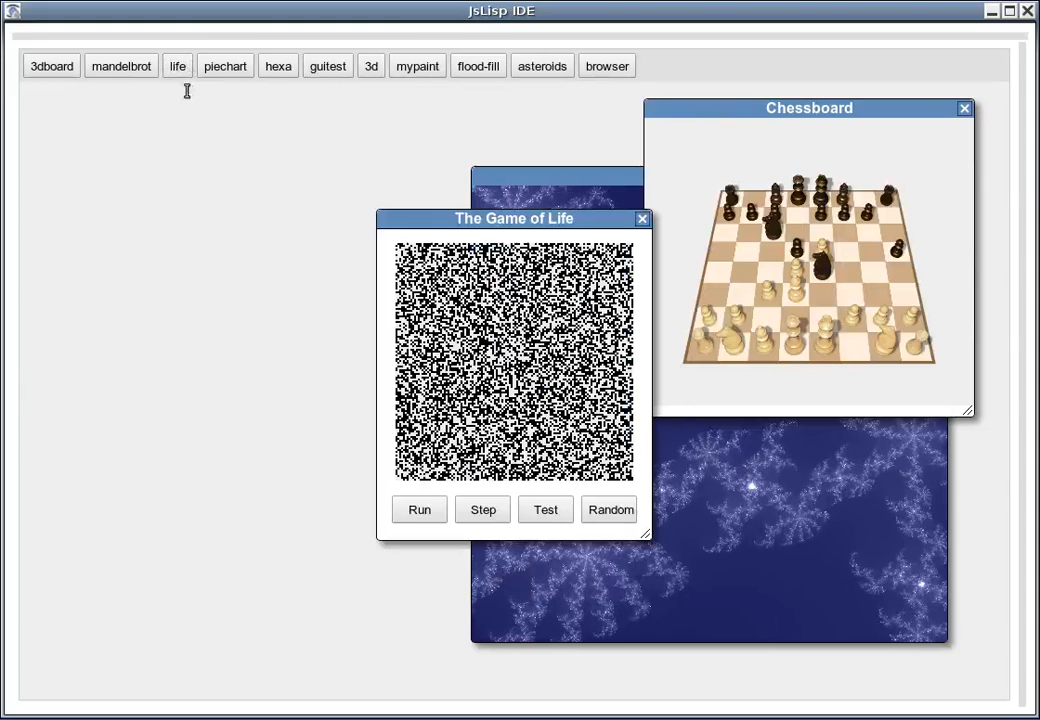 JsLisp IDE
3dboard mandelbrot life piechart hexa guitest 3d mypaint flood-fill asteroids browser
Chessboard
The Game of Life
Run Step Test Random